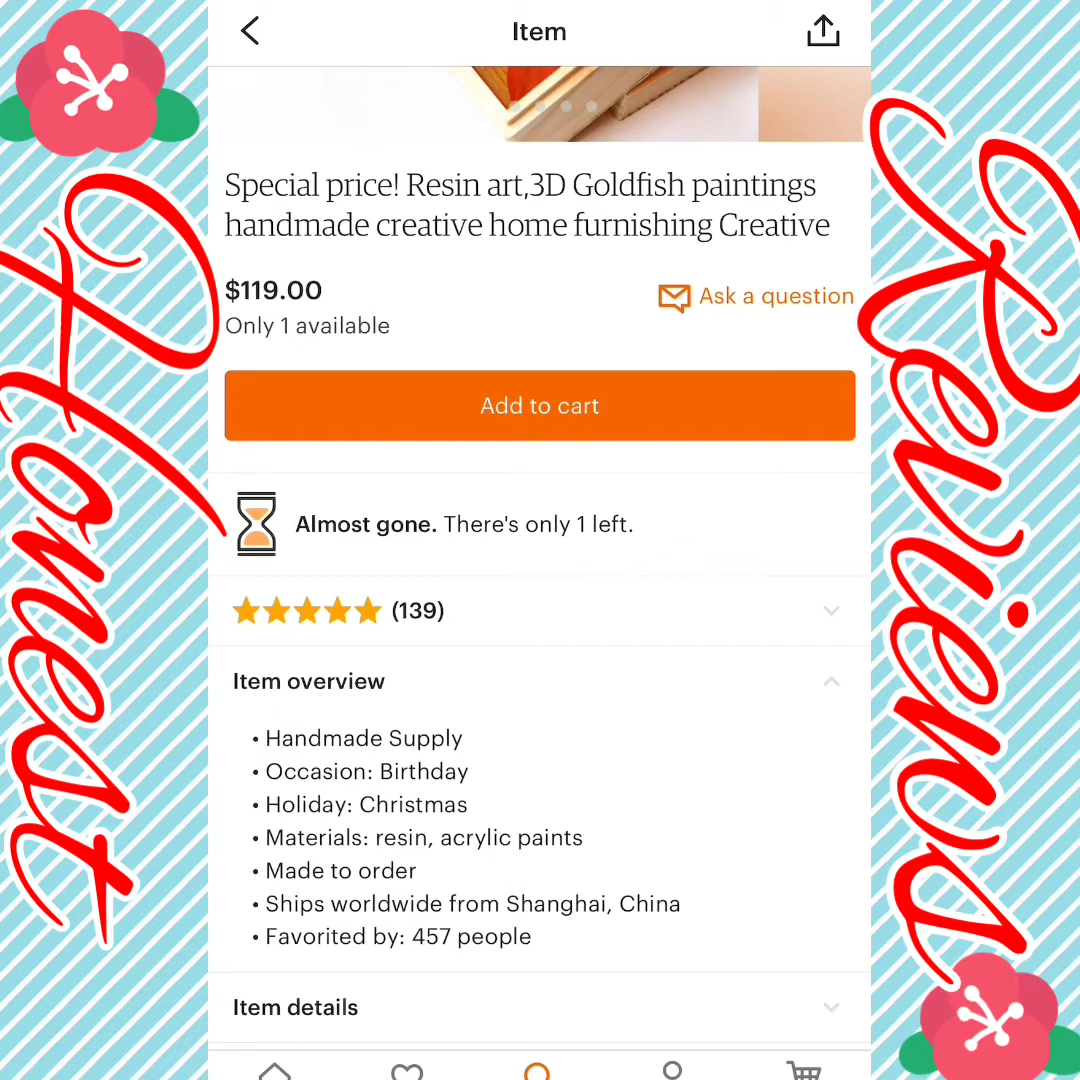 Item
Special price! Resin art,3D Goldfish paintings
handmade creative home furnishing Creative
$119.00
Ask a question
Only 1 available
Add to cart
Almost gone. There's only 1 left.
(139)
Item overview
• Handmade Supply
• Occasion: Birthday
• Holiday: Christmas
• Materials: resin, acrylic paints
• Made to order
• Ships worldwide from Shanghai, China
• Favorited by: 457 people
Item details
Honest
Reviews